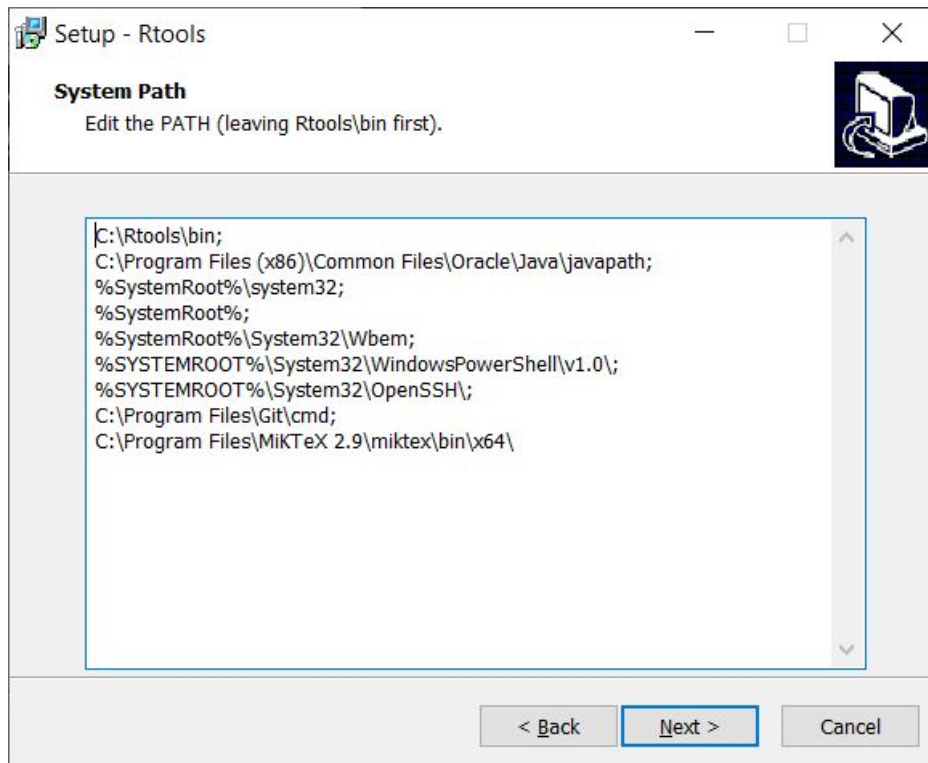 Setup - Rtools
System Path
Edit the PATH (leaving Rtools\bin first).
C:\Rtools\bin;
C:\Program Files (x86)\Common Files\Oracle\Java\javapath;
%SystemRoot%\system32;
%SystemRoot%;
%SystemRoot%\System32\Wbem;
%SYSTEMROOT%\System32\WindowsPowerShell\v1.0\;
%SYSTEMROOT%\System32\OpenSSH\;
C:\Program Files\Git\cmd;
C:\Program Files\MiKTeX 2.9\miktex\bin\x64\
< Back Next > Cancel